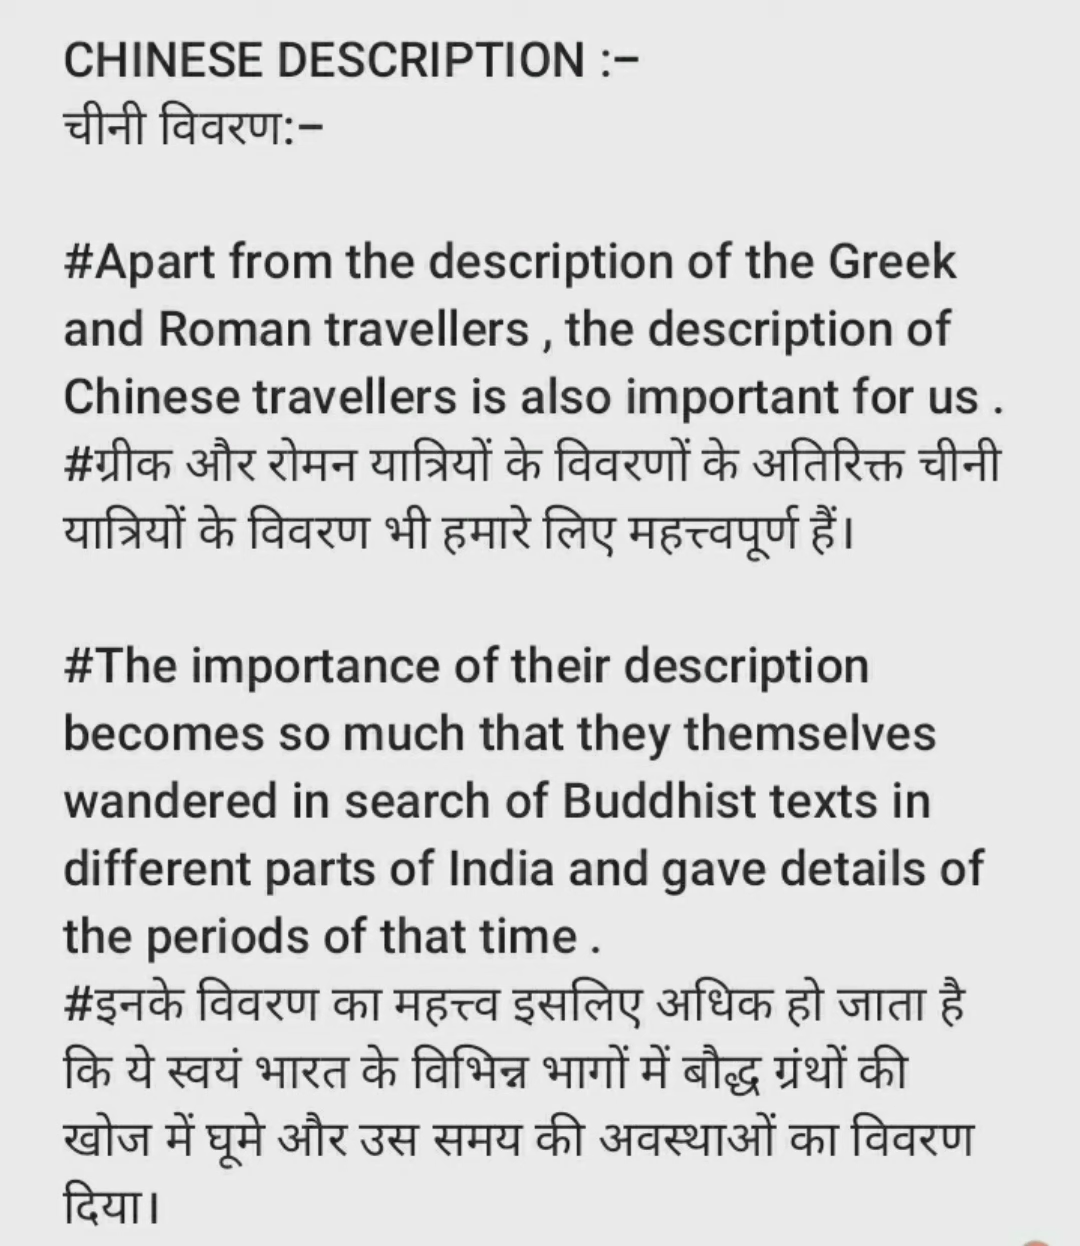 CHINESE DESCRIPTION :–
चीनी विवरण:–
#Apart from the description of the Greek
and Roman travellers , the description of
Chinese travellers is also important for us .
#ग्रीक और रोमन यात्रियों के विवरणों के अतिरिक्त चीनी
यात्रियों के विवरण भी हमारे लिए महत्त्वपूर्ण हैं।
#The importance of their description
becomes so much that they themselves
wandered in search of Buddhist texts in
different parts of India and gave details of
the periods of that time .
#इनके विवरण का महत्त्व इसलिए अधिक हो जाता है
कि ये स्वयं भारत के विभिन्न भागों में बौद्ध ग्रंथों की
खोज में घूमे और उस समय की अवस्थाओं का विवरण
दिया।